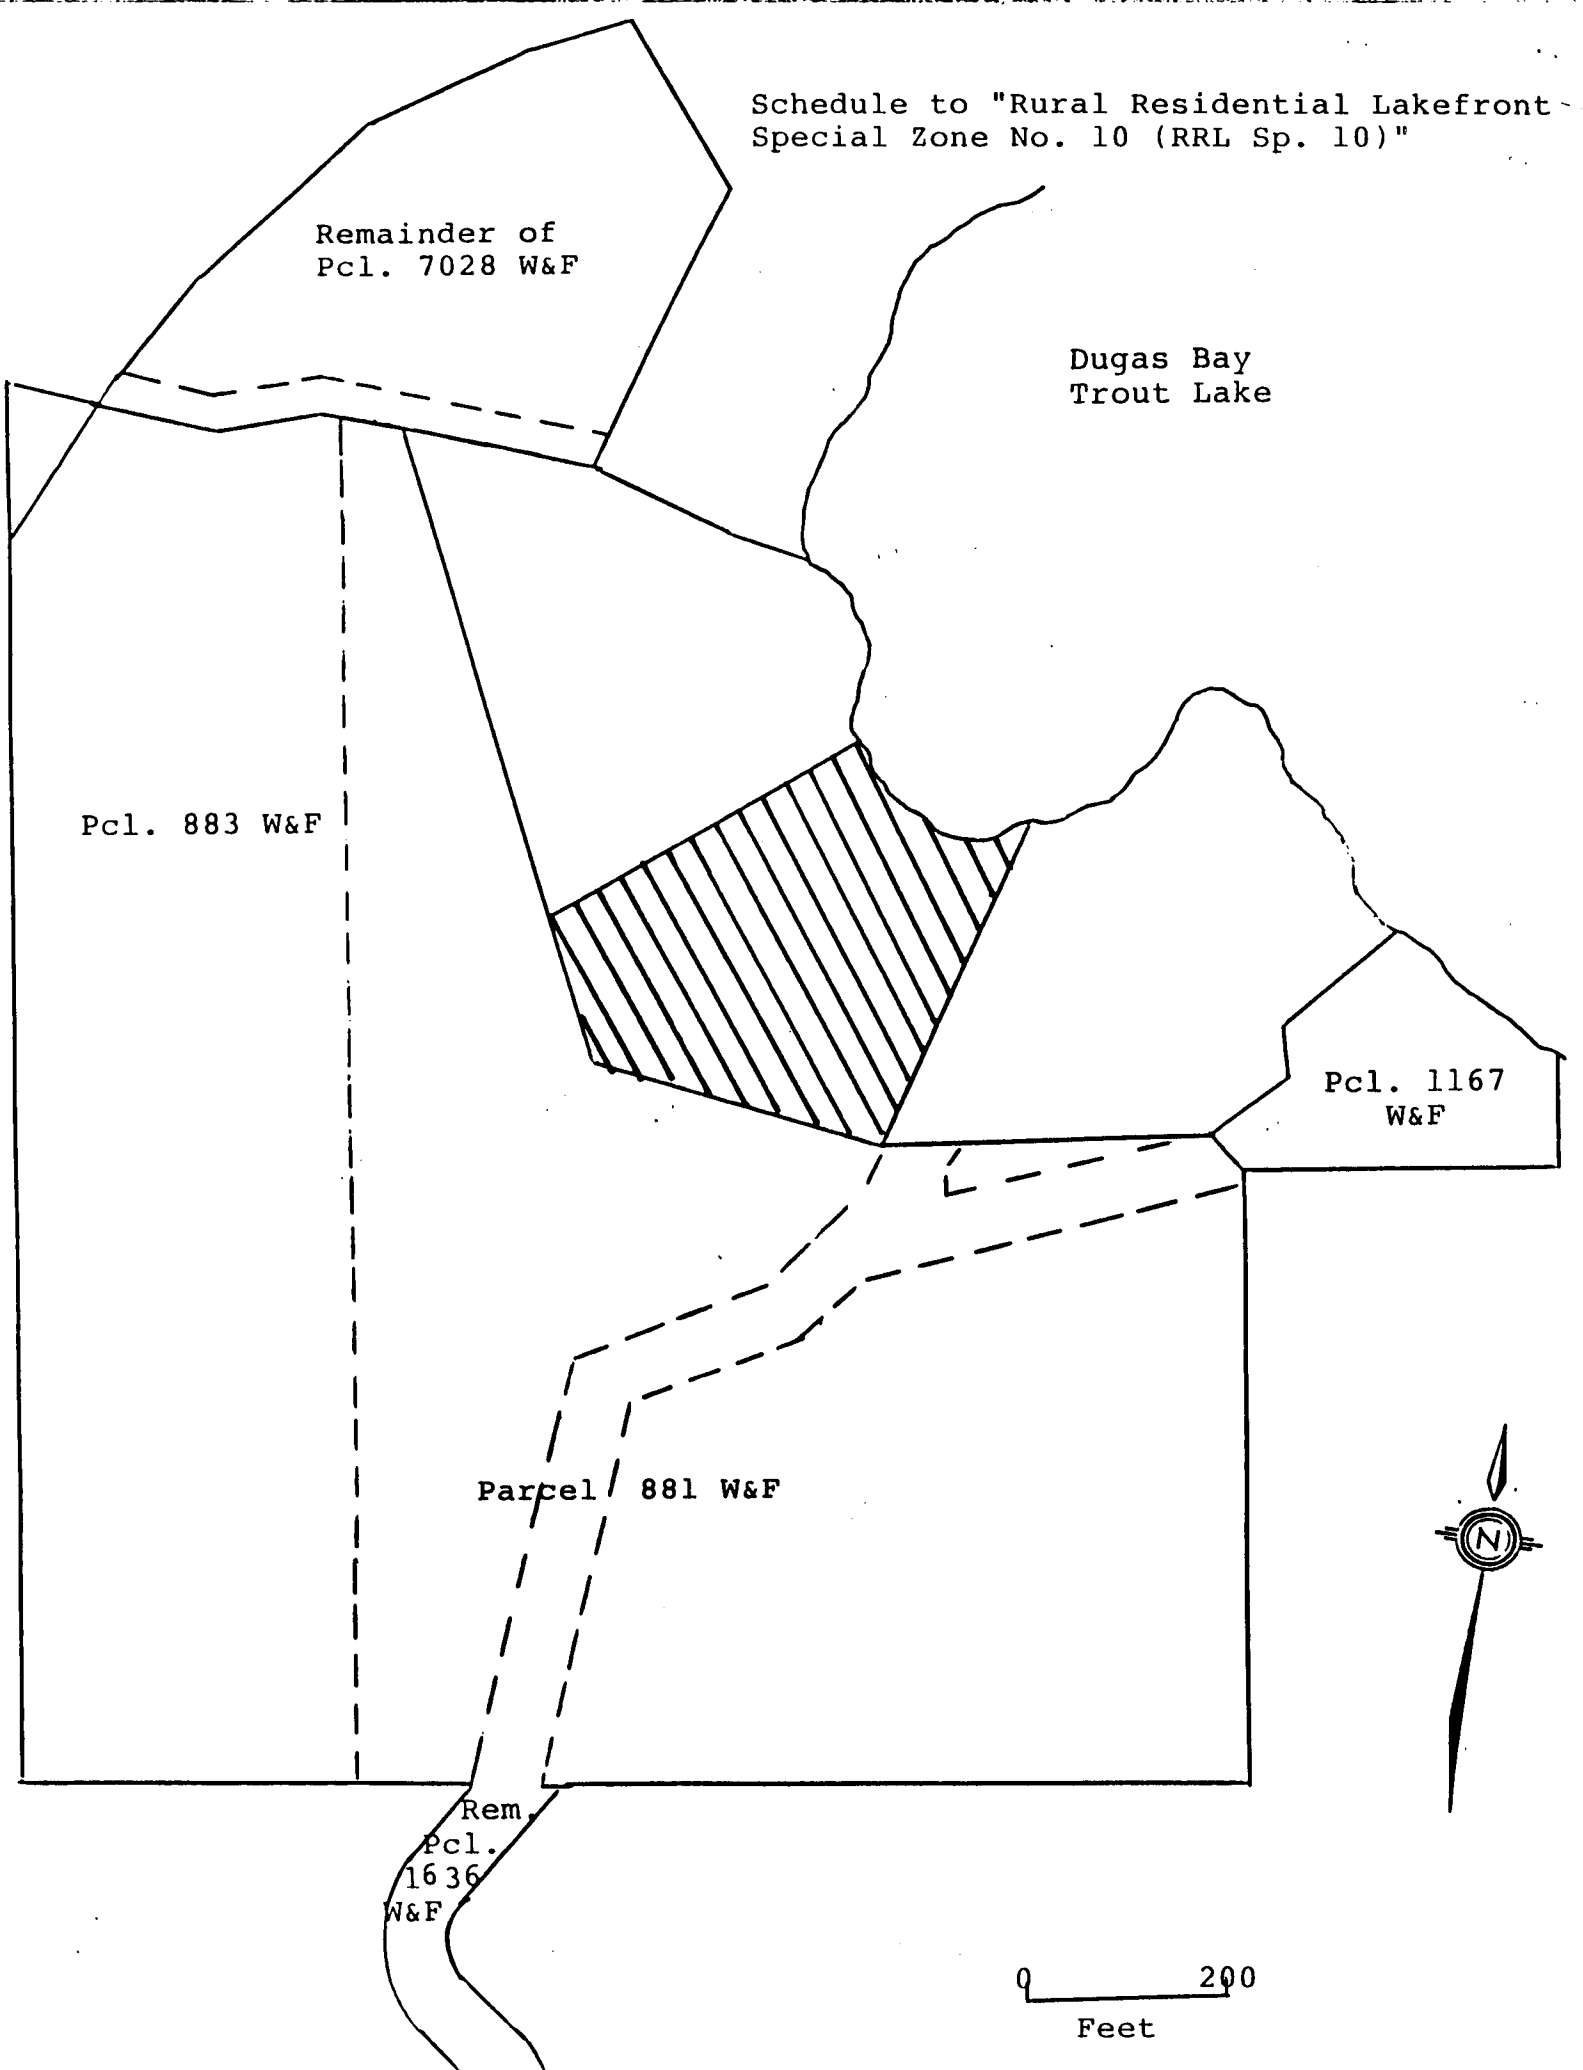 Schedule to "Rural Residential Lakefront
Special Zone No. 10 (RRL Sp. 10)"
Remainder of
Pcl. 7028 W&F
Dugas Bay
Trout Lake
Pcl. 883 W&F
Pcl. 1167
W&F
Parcel 881 W&F
N
Rem.
Pcl.
1636
W&F
0 200
Feet